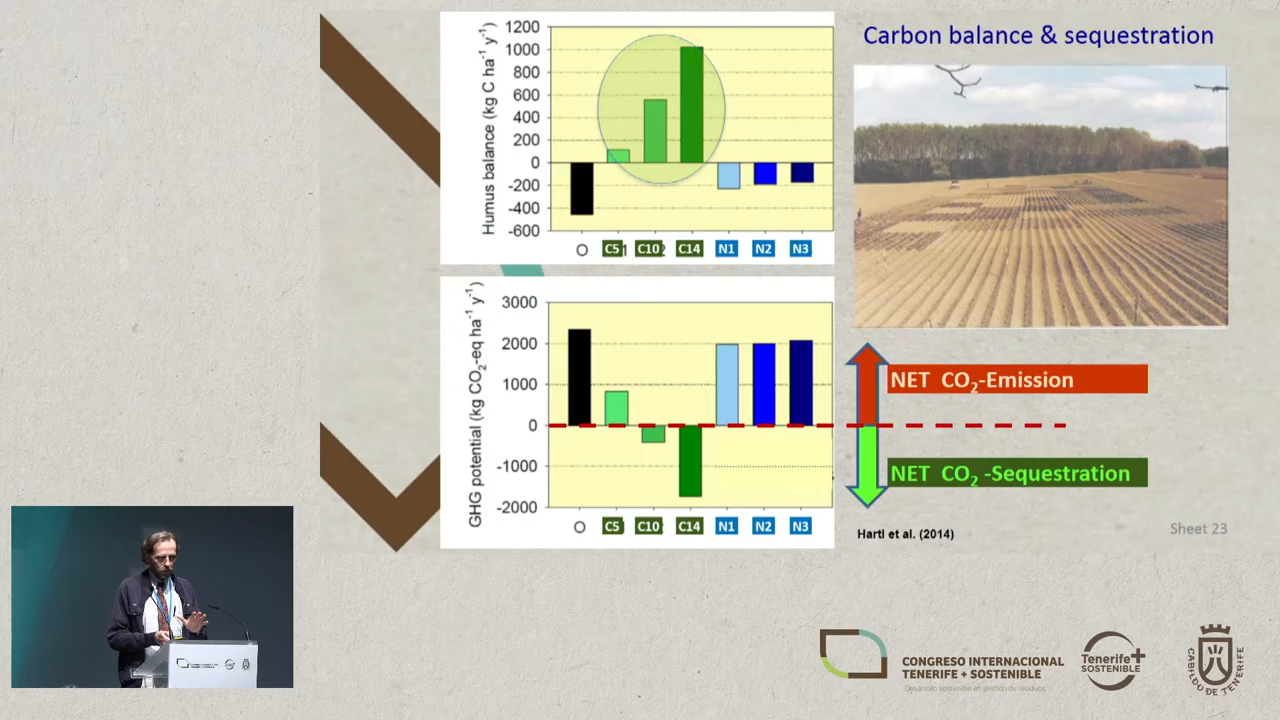 Carbon balance & sequestration
Humus balance (kg C ha⁻¹ y⁻¹)
1200
1000
800
600
400
200
0
-200
-400
-600
O C5 C10 C14 N1 N2 N3
GHG potential (kg CO₂-eq ha⁻¹ y⁻¹)
3000
2000
1000
0
-1000
-2000
O C5 C10 C14 N1 N2 N3
NET CO₂-Emission
NET CO₂ -Sequestration
Hartl et al. (2014)
Sheet 23
CONGRESO INTERNACIONAL
TENERIFE + SOSTENIBLE
Desarrollo sostenible en gestión de residuos
Tenerife+
SOSTENIBLE
CABILDO DE TENERIFE